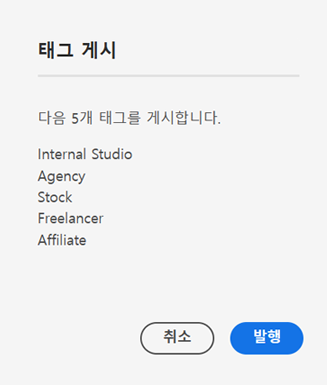 태그 게시
다음 5개 태그를 게시합니다.
Internal Studio
Agency
Stock
Freelancer
Affiliate
취소
발행